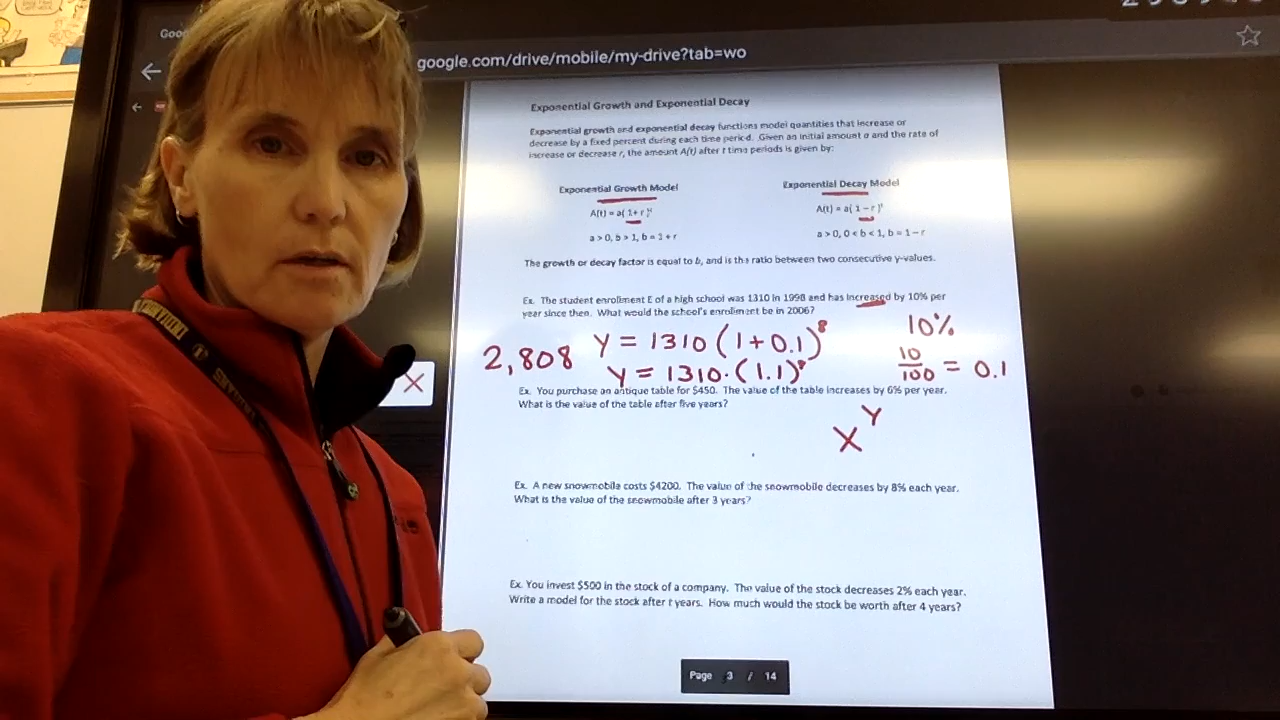 google.com/drive/mobile/my-drive?tab=wo
Exponential Growth and Exponential Decay
Exponential growth and exponential decay functions model quantities that increase or
decrease by a fixed percent during each time period. Given an initial amount a and the rate of
increase or decrease r, the amount A(t) after t time periods is given by:
Exponential Growth Model
Exponential Decay Model
A(t) = a( 1+ r )ᵗ
A(t) = a( 1 − r )ᵗ
a > 0, b > 1, b = 1 + r
a > 0, 0 < b < 1, b = 1 − r
The growth or decay factor is equal to b, and is the ratio between two consecutive y-values.
Ex. The student enrollment E of a high school was 1310 in 1998 and has increased by 10% per
year since then. What would the school's enrollment be in 2006?
10%
2,808
Y = 1310 (1+0.1)⁸
Y = 1310·(1.1)⁸
10/100 = 0.1
Ex. You purchase an antique table for $450. The value of the table increases by 6% per year.
What is the value of the table after five years?
Xʸ
Ex. A new snowmobile costs $4200. The value of the snowmobile decreases by 8% each year.
What is the value of the snowmobile after 3 years?
Ex. You invest $500 in the stock of a company. The value of the stock decreases 2% each year.
Write a model for the stock after t years. How much would the stock be worth after 4 years?
Page 3 / 14